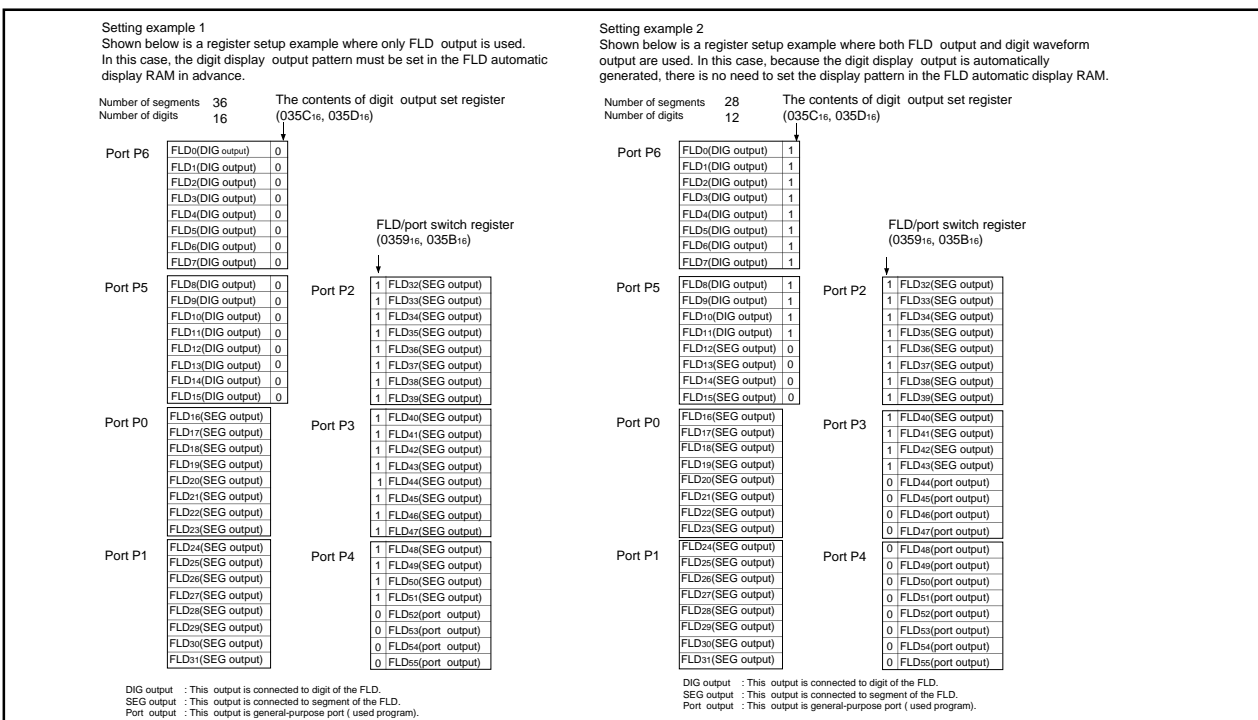 Setting example 1
Shown below is a register setup example where only FLD output is used.
In this case, the digit display output pattern must be set in the FLD automatic
display RAM in advance.
Number of segments 36
Number of digits 16
The contents of digit output set register
(035C16, 035D16)
Port P6
FLD0(DIG output) 0
FLD1(DIG output) 0
FLD2(DIG output) 0
FLD3(DIG output) 0
FLD4(DIG output) 0
FLD5(DIG output) 0
FLD6(DIG output) 0
FLD7(DIG output) 0
Port P5
FLD8(DIG output) 0
FLD9(DIG output) 0
FLD10(DIG output) 0
FLD11(DIG output) 0
FLD12(DIG output) 0
FLD13(DIG output) 0
FLD14(DIG output) 0
FLD15(DIG output) 0
Port P0
FLD16(SEG output)
FLD17(SEG output)
FLD18(SEG output)
FLD19(SEG output)
FLD20(SEG output)
FLD21(SEG output)
FLD22(SEG output)
FLD23(SEG output)
Port P1
FLD24(SEG output)
FLD25(SEG output)
FLD26(SEG output)
FLD27(SEG output)
FLD28(SEG output)
FLD29(SEG output)
FLD30(SEG output)
FLD31(SEG output)
FLD/port switch register
(035916, 035B16)
Port P2
1 FLD32(SEG output)
1 FLD33(SEG output)
1 FLD34(SEG output)
1 FLD35(SEG output)
1 FLD36(SEG output)
1 FLD37(SEG output)
1 FLD38(SEG output)
1 FLD39(SEG output)
Port P3
1 FLD40(SEG output)
1 FLD41(SEG output)
1 FLD42(SEG output)
1 FLD43(SEG output)
1 FLD44(SEG output)
1 FLD45(SEG output)
1 FLD46(SEG output)
1 FLD47(SEG output)
Port P4
1 FLD48(SEG output)
1 FLD49(SEG output)
1 FLD50(SEG output)
1 FLD51(SEG output)
0 FLD52(port output)
0 FLD53(port output)
0 FLD54(port output)
0 FLD55(port output)
DIG output : This output is connected to digit of the FLD.
SEG output : This output is connected to segment of the FLD.
Port output : This output is general-purpose port ( used program).
Setting example 2
Shown below is a register setup example where both FLD output and digit waveform
output are used. In this case, because the digit display output is automatically
generated, there is no need to set the display pattern in the FLD automatic display RAM.
Number of segments 28
Number of digits 12
The contents of digit output set register
(035C16, 035D16)
Port P6
FLD0(DIG output) 1
FLD1(DIG output) 1
FLD2(DIG output) 1
FLD3(DIG output) 1
FLD4(DIG output) 1
FLD5(DIG output) 1
FLD6(DIG output) 1
FLD7(DIG output) 1
Port P5
FLD8(DIG output) 1
FLD9(DIG output) 1
FLD10(DIG output) 1
FLD11(DIG output) 1
FLD12(SEG output) 0
FLD13(SEG output) 0
FLD14(SEG output) 0
FLD15(SEG output) 0
Port P0
FLD16(SEG output)
FLD17(SEG output)
FLD18(SEG output)
FLD19(SEG output)
FLD20(SEG output)
FLD21(SEG output)
FLD22(SEG output)
FLD23(SEG output)
Port P1
FLD24(SEG output)
FLD25(SEG output)
FLD26(SEG output)
FLD27(SEG output)
FLD28(SEG output)
FLD29(SEG output)
FLD30(SEG output)
FLD31(SEG output)
FLD/port switch register
(035916, 035B16)
Port P2
1 FLD32(SEG output)
1 FLD33(SEG output)
1 FLD34(SEG output)
1 FLD35(SEG output)
1 FLD36(SEG output)
1 FLD37(SEG output)
1 FLD38(SEG output)
1 FLD39(SEG output)
Port P3
1 FLD40(SEG output)
1 FLD41(SEG output)
1 FLD42(SEG output)
1 FLD43(SEG output)
0 FLD44(port output)
0 FLD45(port output)
0 FLD46(port output)
0 FLD47(port output)
Port P4
0 FLD48(port output)
0 FLD49(port output)
0 FLD50(port output)
0 FLD51(port output)
0 FLD52(port output)
0 FLD53(port output)
0 FLD54(port output)
0 FLD55(port output)
DIG output : This output is connected to digit of the FLD.
SEG output : This output is connected to segment of the FLD.
Port output : This output is general-purpose port ( used program).